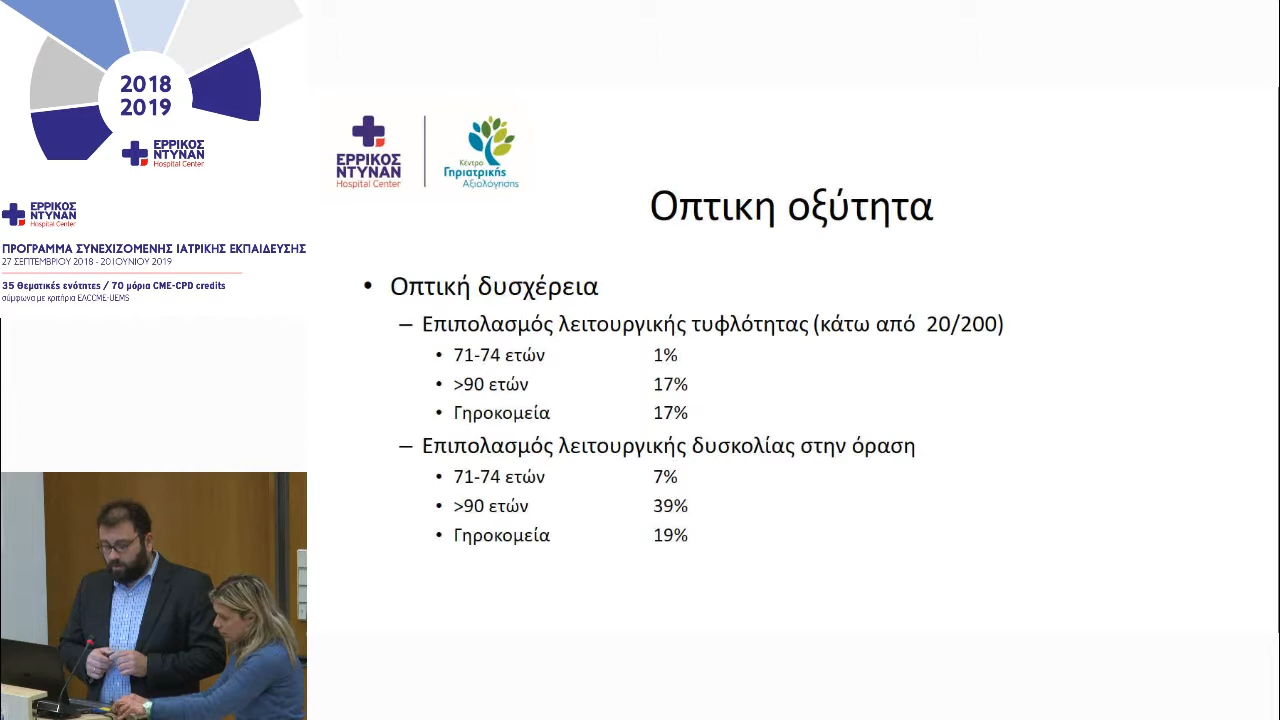 2018
2019
ΕΡΡΙΚΟΣ
ΝΤΥΝΑΝ
Hospital Center
ΕΡΡΙΚΟΣ
ΝΤΥΝΑΝ
Hospital Center
ΠΡΟΓΡΑΜΜΑ ΣΥΝΕΧΙΖΟΜΕΝΗΣ ΙΑΤΡΙΚΗΣ ΕΚΠΑΙΔΕΥΣΗΣ
27 ΣΕΠΤΕΜΒΡΙΟΥ 2018 - 20 ΙΟΥΝΙΟΥ 2019
35 Θεματικές ενότητες / 70 μόρια CME-CPD credits
σύμφωνα με κριτήρια EACCME-UEMS
ΕΡΡΙΚΟΣ
ΝΤΥΝΑΝ
Hospital Center
Κέντρο
Γηριατρικής
Αξιολόγησης
Οπτικη οξύτητα
• Οπτική δυσχέρεια
– Επιπολασμός λειτουργικής τυφλότητας (κάτω από 20/200)
• 71-74 ετών 1%
• >90 ετών 17%
• Γηροκομεία 17%
– Επιπολασμός λειτουργικής δυσκολίας στην όραση
• 71-74 ετών 7%
• >90 ετών 39%
• Γηροκομεία 19%